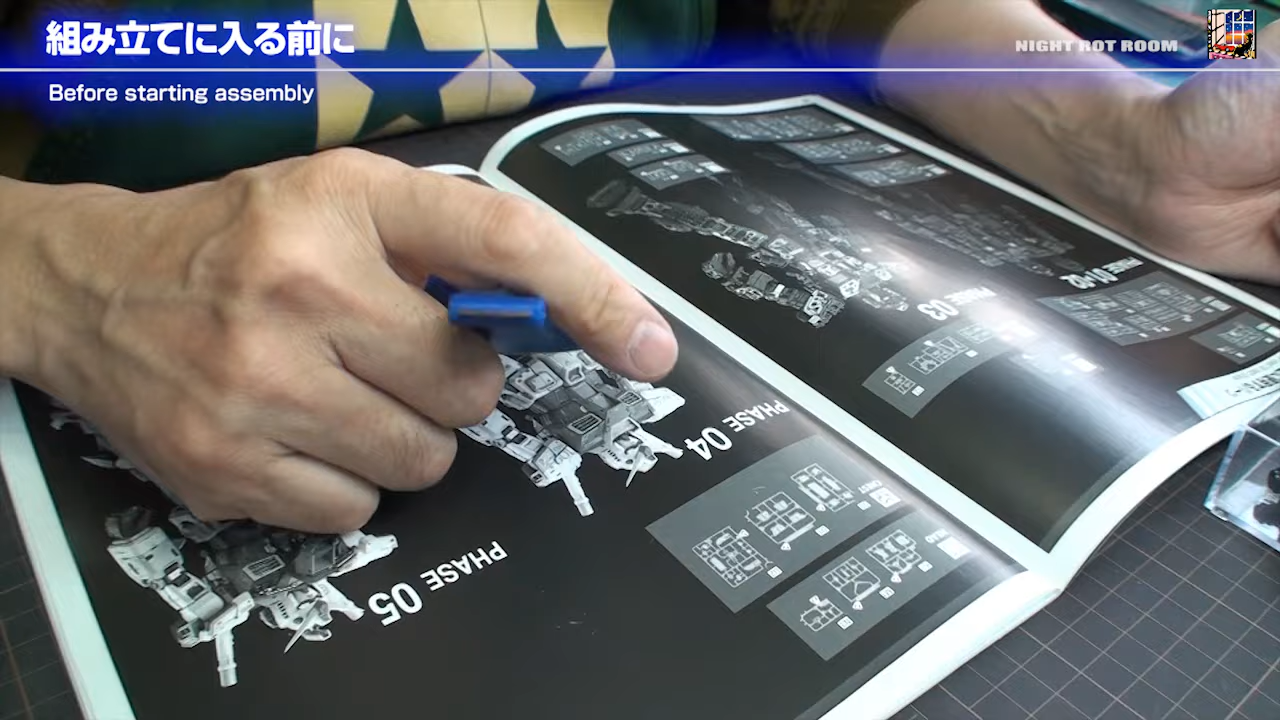 組み立てに入る前に
NIGHT ROT ROOM
Before starting assembly
PHASE 01/02
PHASE 03
PHASE 04
PHASE 05